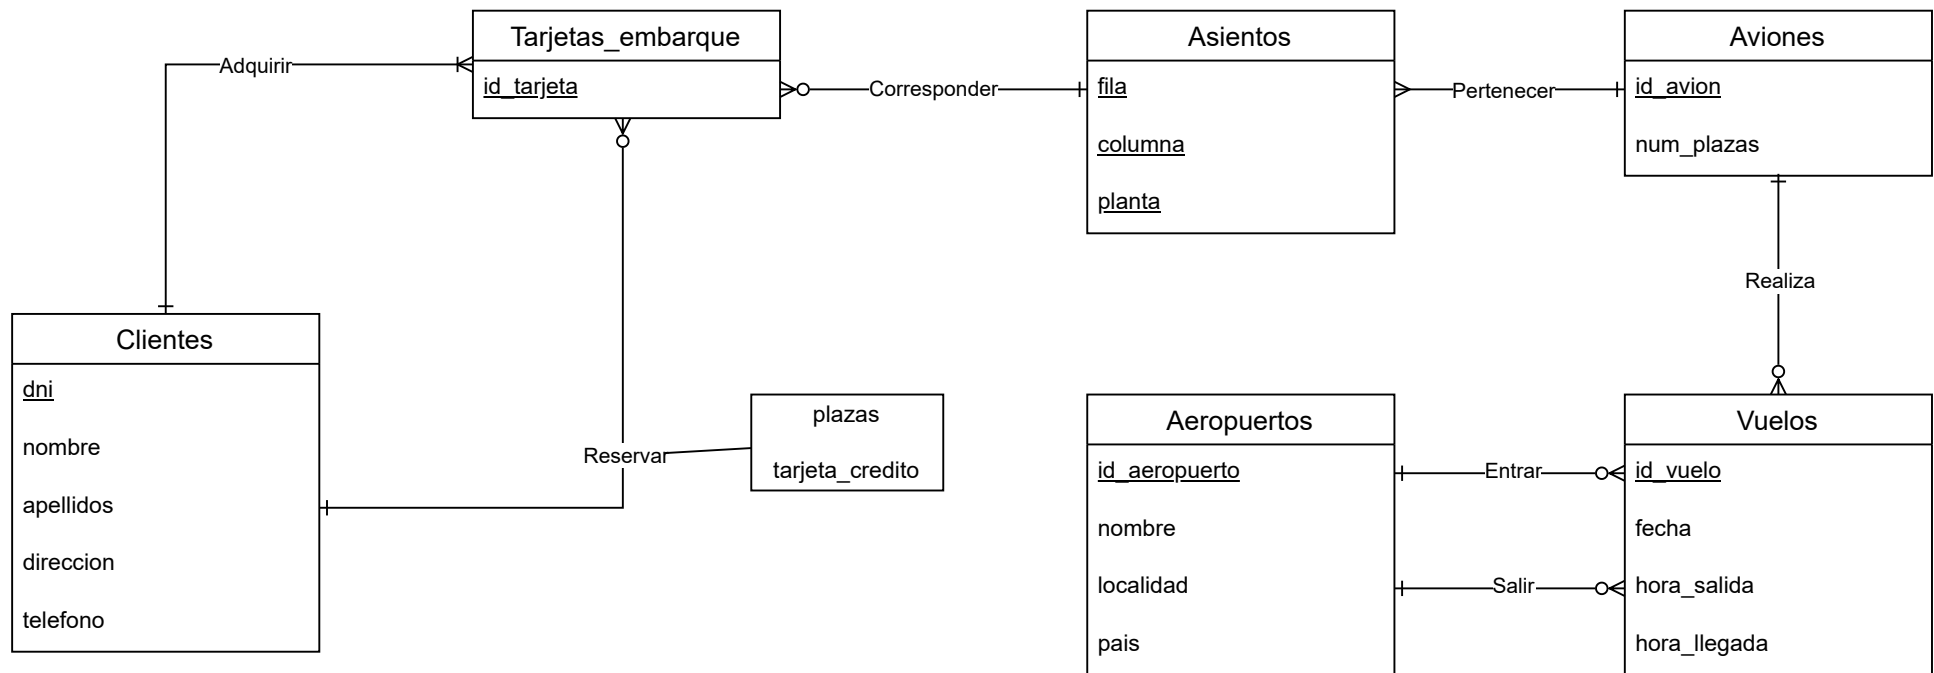 Tarjetas_embarque
id_tarjeta
Asientos
fila
columna
planta
Aviones
id_avion
num_plazas
Adquirir
Corresponder
Pertenecer
Realiza
Clientes
dni
nombre
apellidos
direccion
telefono
Reservar
plazas
tarjeta_credito
Aeropuertos
id_aeropuerto
nombre
localidad
pais
Entrar
Salir
Vuelos
id_vuelo
fecha
hora_salida
hora_llegada